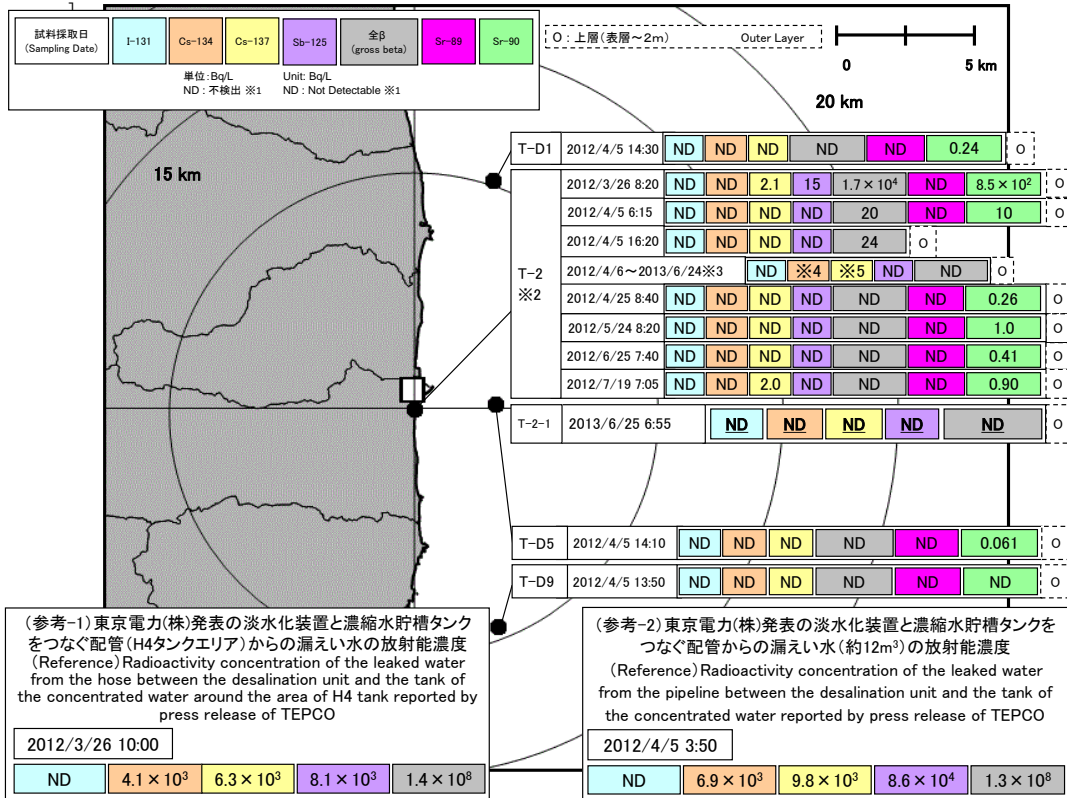 試料採取日
(Sampling Date)
I-131
Cs-134
Cs-137
Sb-125
全β
(gross beta)
Sr-89
Sr-90
単位:Bq/L
Unit: Bq/L
ND : 不検出 ※1
ND : Not Detectable ※1
O : 上層(表層~2m) Outer Layer
0 5 km
20 km
15 km
T-D1 2012/4/5 14:30 ND ND ND ND ND 0.24 O
T-2
※2
2012/3/26 8:20 ND ND 2.1 15 1.7×10⁴ ND 8.5×10² O
2012/4/5 6:15 ND ND ND ND 20 ND 10 O
2012/4/5 16:20 ND ND ND ND 24 O
2012/4/6~2013/6/24※3 ND ※4 ※5 ND ND O
2012/4/25 8:40 ND ND ND ND ND ND 0.26 O
2012/5/24 8:20 ND ND ND ND ND ND 1.0 O
2012/6/25 7:40 ND ND ND ND ND ND 0.41 O
2012/7/19 7:05 ND ND 2.0 ND ND ND 0.90 O
T-2-1 2013/6/25 6:55 ND ND ND ND ND O
T-D5 2012/4/5 14:10 ND ND ND ND ND 0.061 O
T-D9 2012/4/5 13:50 ND ND ND ND ND ND O
(参考-1)東京電力(株)発表の淡水化装置と濃縮水貯槽タンク
をつなぐ配管(H4タンクエリア)からの漏えい水の放射能濃度
(Reference) Radioactivity concentration of the leaked water
from the hose between the desalination unit and the tank of
the concentrated water around the area of H4 tank reported by
press release of TEPCO
2012/3/26 10:00
ND 4.1×10³ 6.3×10³ 8.1×10³ 1.4×10⁸
(参考-2)東京電力(株)発表の淡水化装置と濃縮水貯槽タンクを
つなぐ配管からの漏えい水(約12m³)の放射能濃度
(Reference) Radioactivity concentration of the leaked water
from the pipeline between the desalination unit and the tank of
the concentrated water reported by press release of TEPCO
2012/4/5 3:50
ND 6.9×10³ 9.8×10³ 8.6×10⁴ 1.3×10⁸